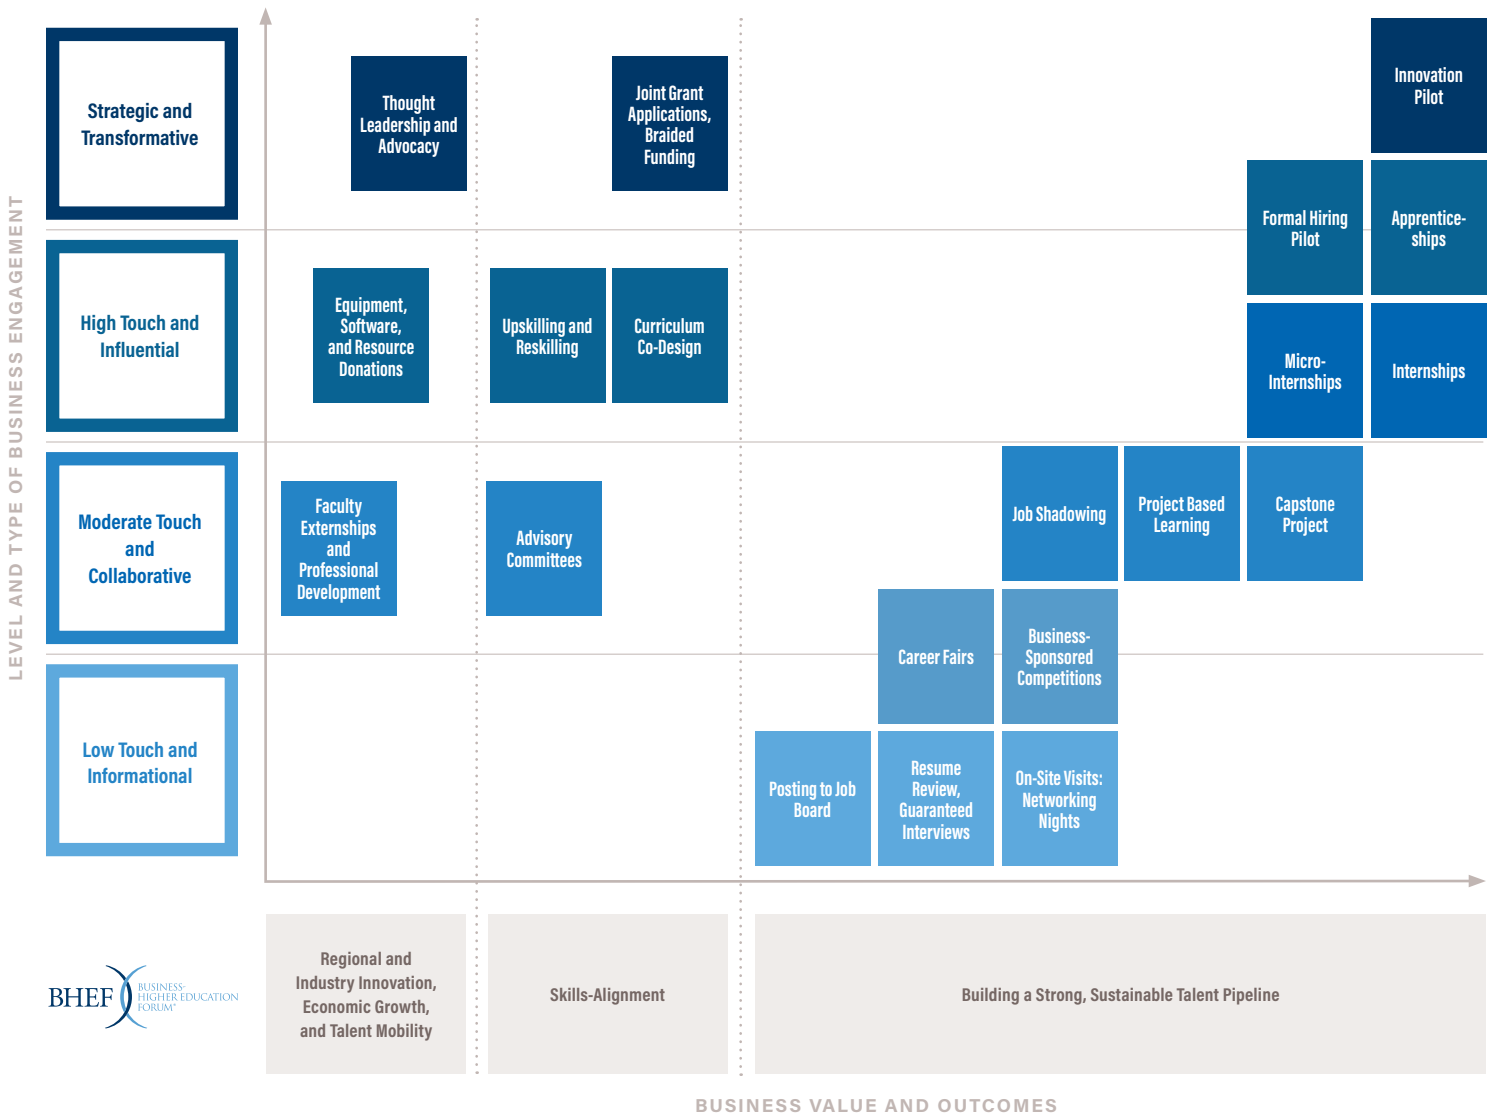 LEVEL AND TYPE OF BUSINESS ENGAGEMENT
Strategic and
Transformative
Thought
Leadership and
Advocacy
Joint Grant
Applications,
Braided
Funding
Innovation
Pilot
Formal Hiring
Pilot
Apprentice-
ships
High Touch and
Influential
Equipment,
Software,
and Resource
Donations
Upskilling and
Reskilling
Curriculum
Co-Design
Micro-
Internships
Internships
Moderate Touch
and
Collaborative
Faculty
Externships
and
Professional
Development
Advisory
Committees
Job Shadowing
Project Based
Learning
Capstone
Project
Career Fairs
Business-
Sponsored
Competitions
Low Touch and
Informational
Posting to Job
Board
Resume
Review,
Guaranteed
Interviews
On-Site Visits:
Networking
Nights
BHEF
BUSINESS-
HIGHER EDUCATION
FORUM®
Regional and
Industry Innovation,
Economic Growth,
and Talent Mobility
Skills-Alignment
Building a Strong, Sustainable Talent Pipeline
BUSINESS VALUE AND OUTCOMES